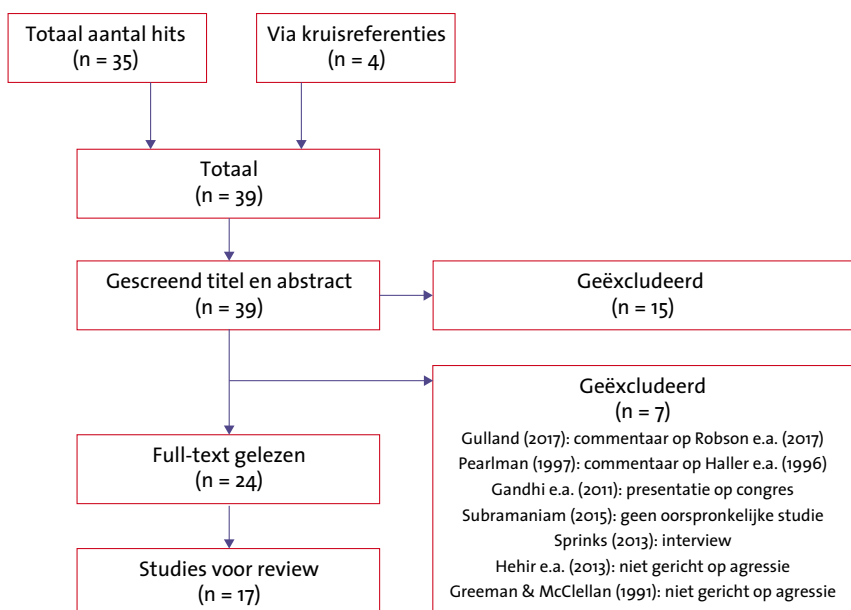 Totaal aantal hits
(n = 35)
Via kruisreferenties
(n = 4)
Totaal
(n = 39)
Gescreend titel en abstract
(n = 39)
Geëxcludeerd
(n = 15)
Geëxcludeerd
(n = 7)
Gulland (2017): commentaar op Robson e.a. (2017)
Pearlman (1997): commentaar op Haller e.a. (1996)
Gandhi e.a. (2011): presentatie op congres
Subramaniam (2015): geen oorspronkelijke studie
Sprinks (2013): interview
Hehir e.a. (2013): niet gericht op agressie
Greeman & McClellan (1991): niet gericht op agressie
Full-text gelezen
(n = 24)
Studies voor review
(n = 17)